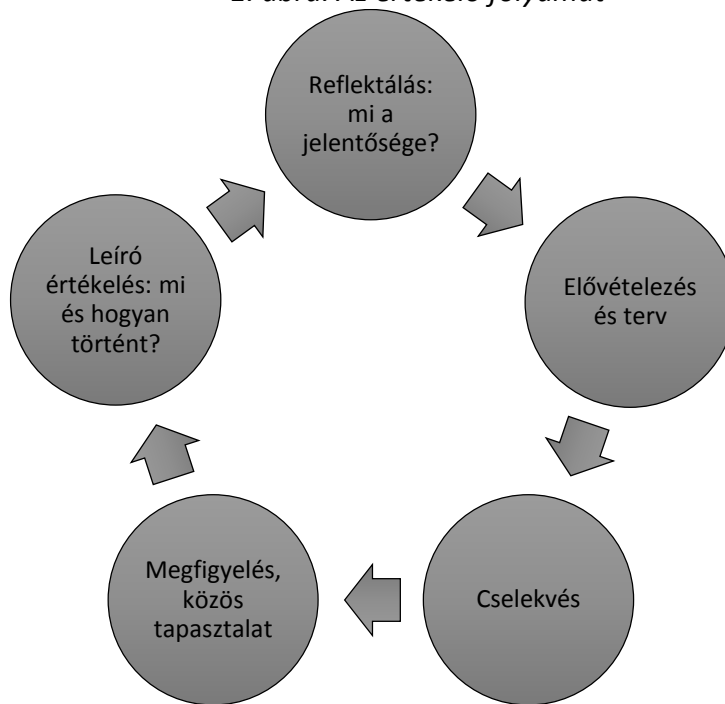 Reflektálás:
mi a
jelentősége?
Elővételezés
és terv
Cselekvés
Megfigyelés,
közös
tapasztalat
Leíró
értékelés: mi
és hogyan
történt?